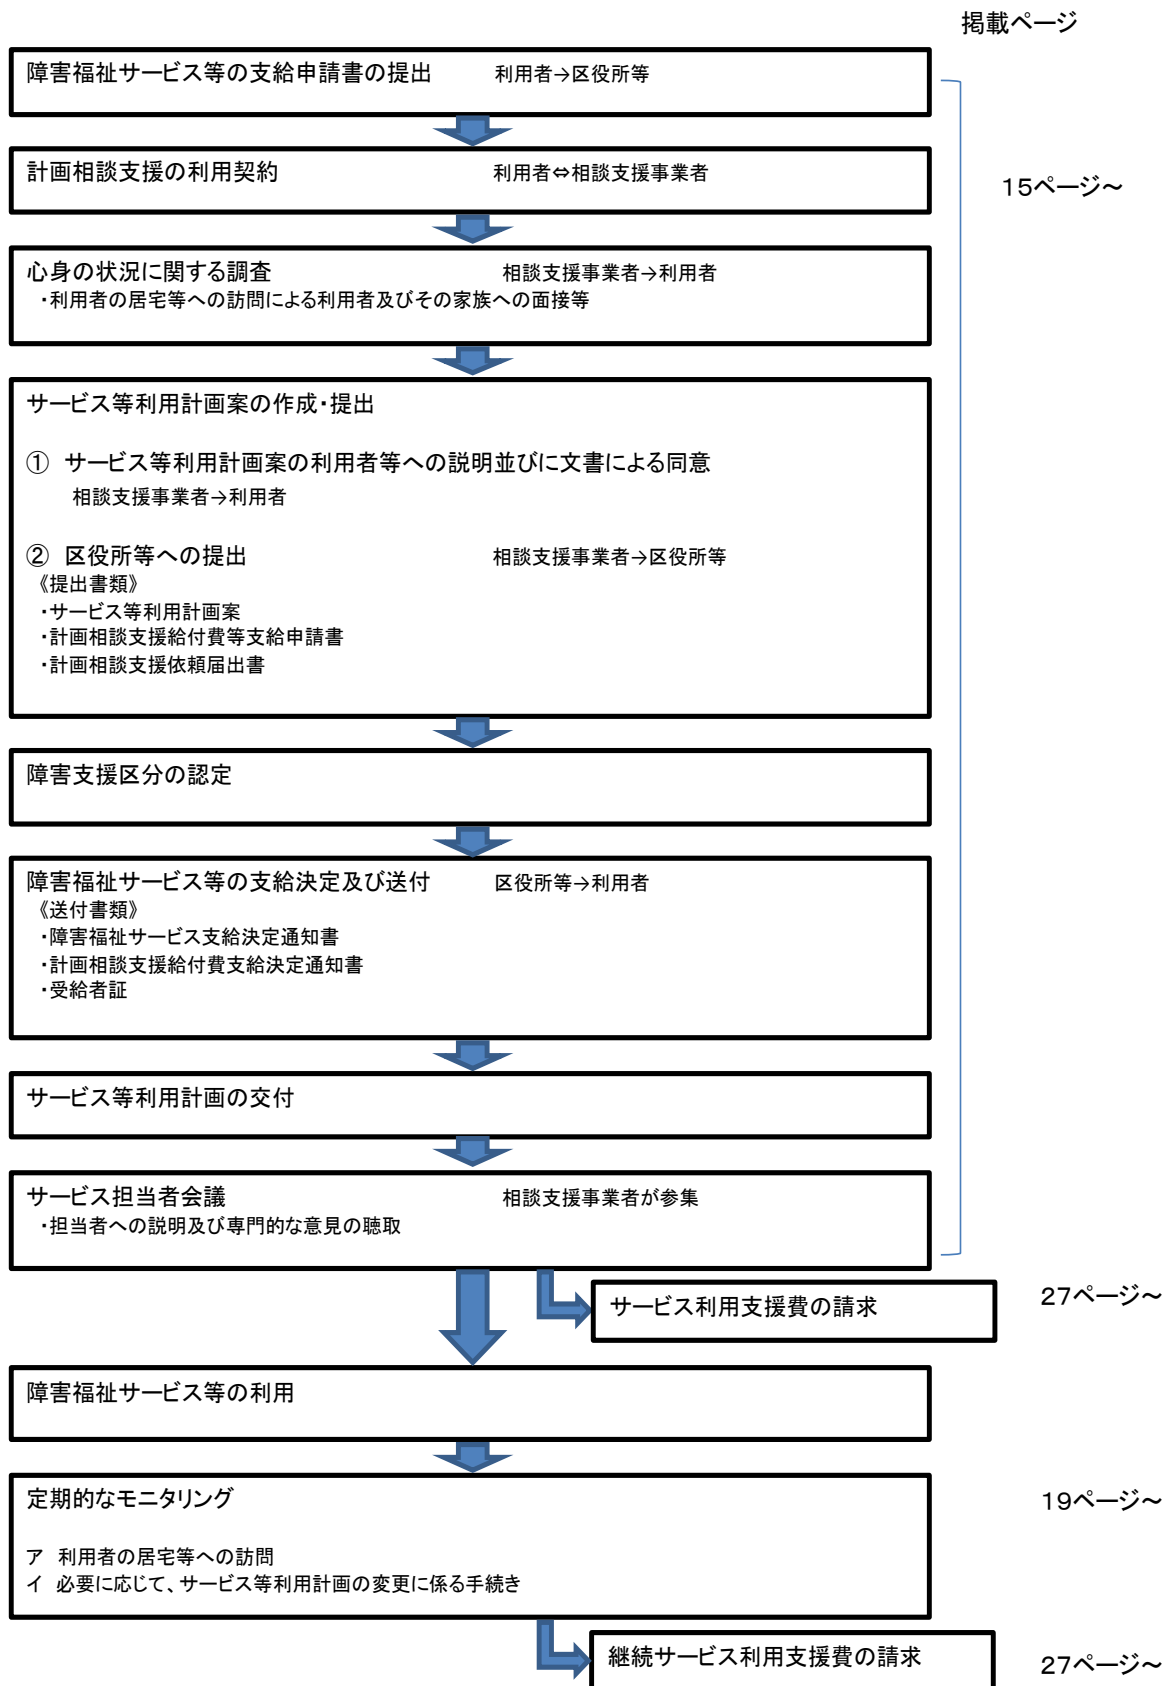 掲載ページ
障害福祉サービス等の支給申請書の提出 利用者→区役所等
計画相談支援の利用契約 利用者⇔相談支援事業者
15ページ～
心身の状況に関する調査 相談支援事業者→利用者
・利用者の居宅等への訪問による利用者及びその家族への面接等
サービス等利用計画案の作成・提出
① サービス等利用計画案の利用者等への説明並びに文書による同意
相談支援事業者→利用者
② 区役所等への提出 相談支援事業者→区役所等
《提出書類》
・サービス等利用計画案
・計画相談支援給付費等支給申請書
・計画相談支援依頼届出書
障害支援区分の認定
障害福祉サービス等の支給決定及び送付 区役所等→利用者
《送付書類》
・障害福祉サービス支給決定通知書
・計画相談支援給付費支給決定通知書
・受給者証
サービス等利用計画の交付
サービス担当者会議 相談支援事業者が参集
・担当者への説明及び専門的な意見の聴取
サービス利用支援費の請求 27ページ～
障害福祉サービス等の利用
定期的なモニタリング 19ページ～
ア 利用者の居宅等への訪問
イ 必要に応じて、サービス等利用計画の変更に係る手続き
継続サービス利用支援費の請求 27ページ～